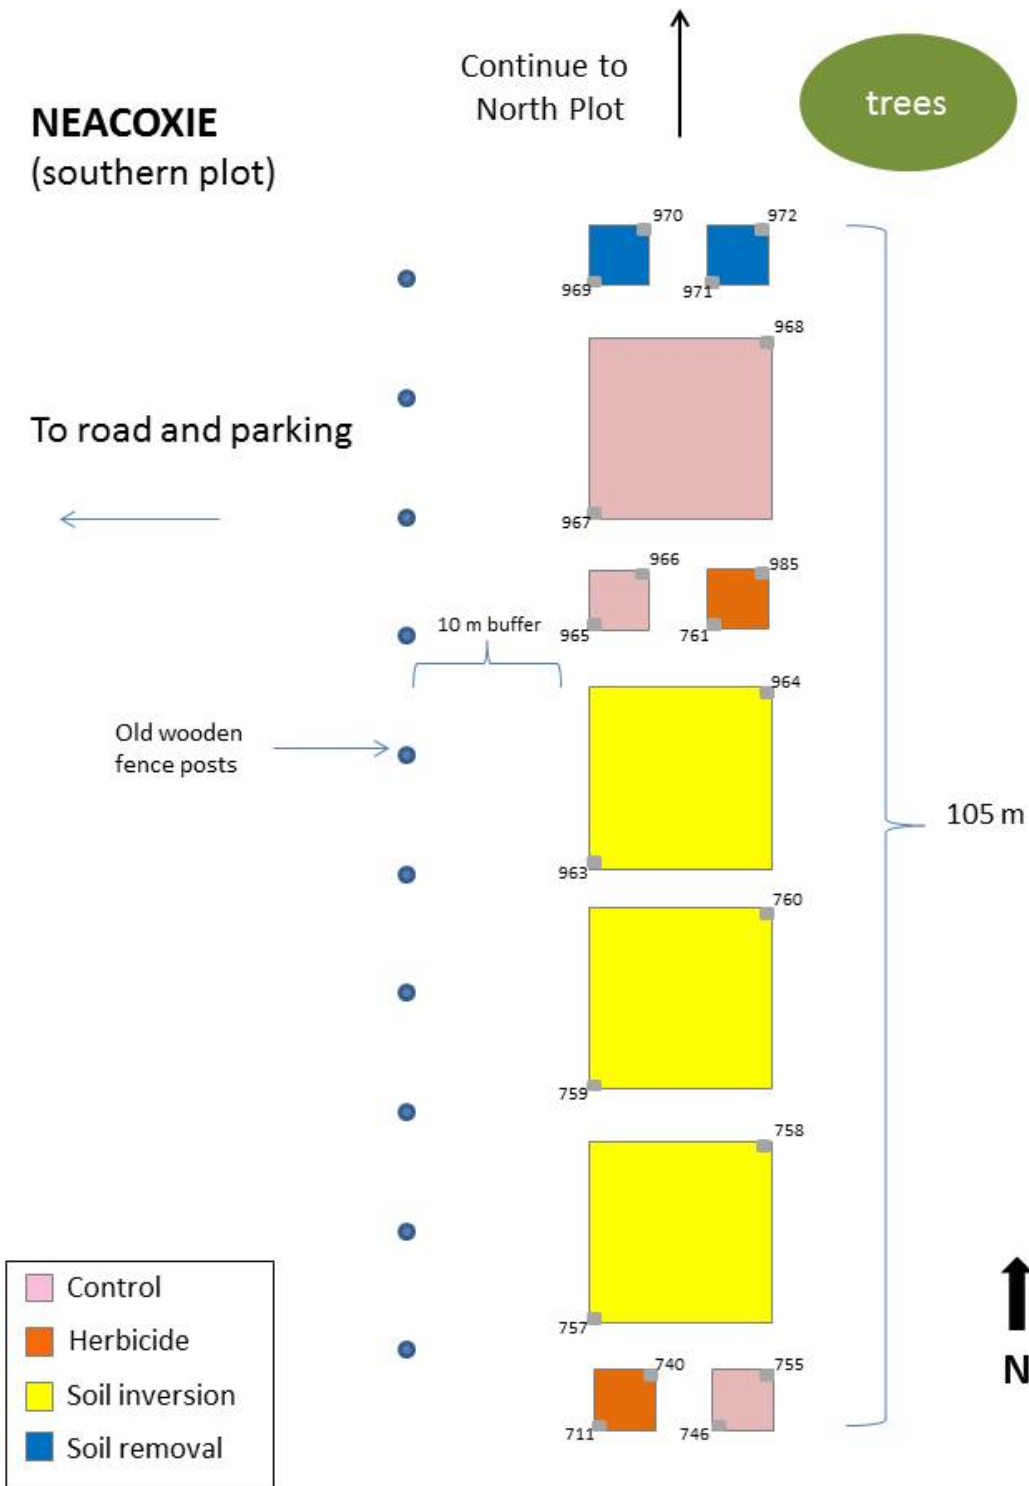 Continue to
North Plot
trees
NEACOXIE
(southern plot)
970
972
969
971
968
To road and parking
967
966
985
965
761
10 m buffer
964
Old wooden
fence posts
105 m
963
760
759
758
757
Control
Herbicide
Soil inversion
Soil removal
740
755
711
746
N